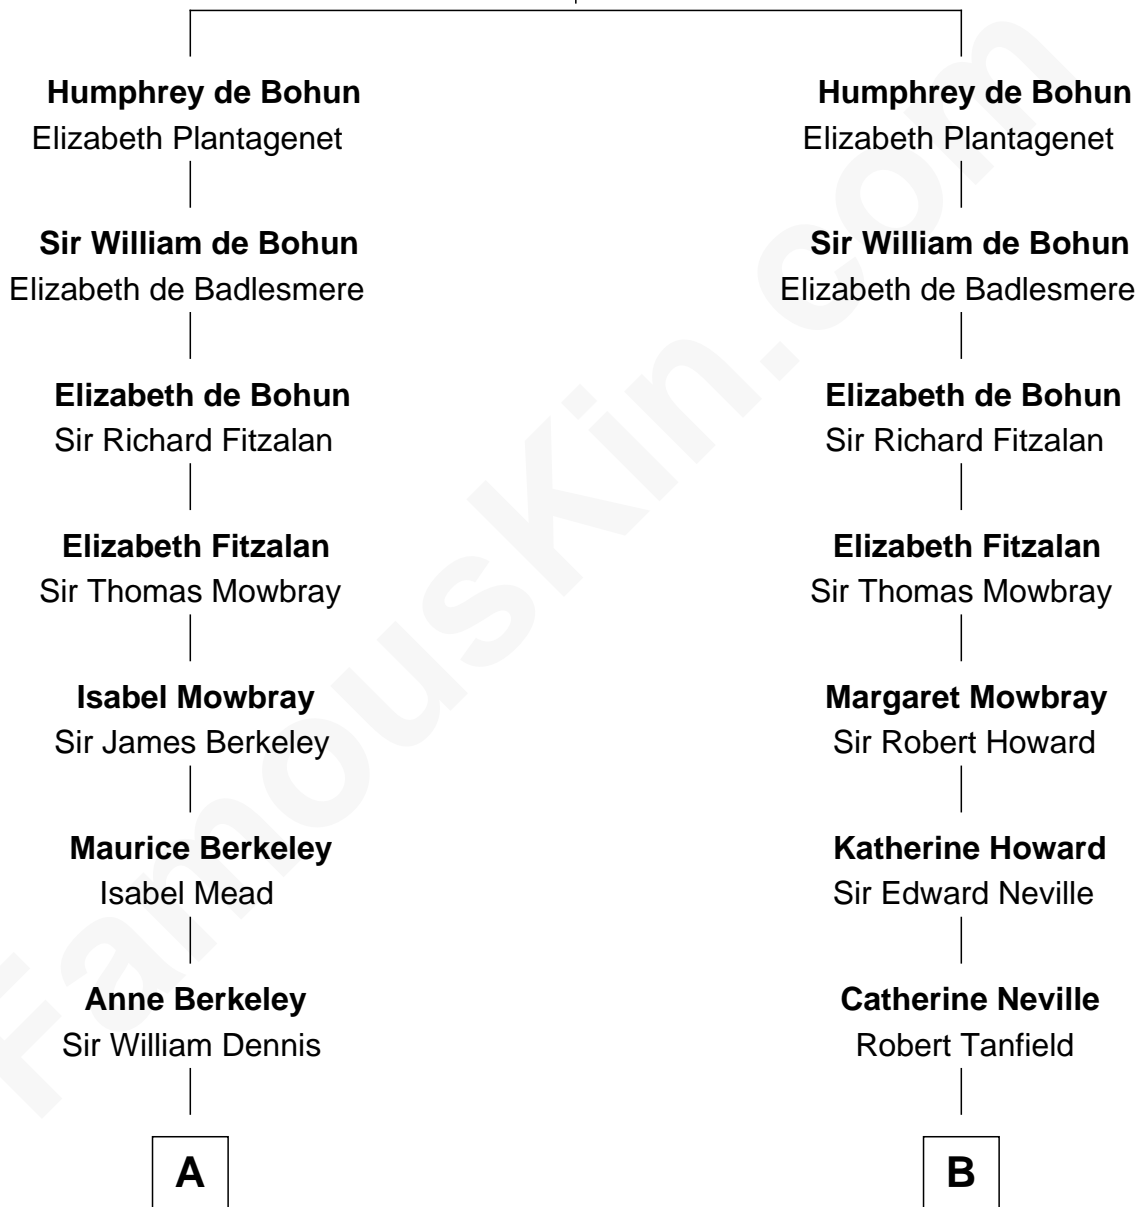 Humphrey de Bohun
Elizabeth Plantagenet
Sir William de Bohun
Elizabeth de Badlesmere
Elizabeth de Bohun
Sir Richard Fitzalan
Elizabeth Fitzalan
Sir Thomas Mowbray
Isabel Mowbray
Sir James Berkeley
Maurice Berkeley
Isabel Mead
Anne Berkeley
Sir William Dennis
A
Humphrey de Bohun
Elizabeth Plantagenet
Sir William de Bohun
Elizabeth de Badlesmere
Elizabeth de Bohun
Sir Richard Fitzalan
Elizabeth Fitzalan
Sir Thomas Mowbray
Margaret Mowbray
Sir Robert Howard
Katherine Howard
Sir Edward Neville
Catherine Neville
Robert Tanfield
B
FamousKin.com